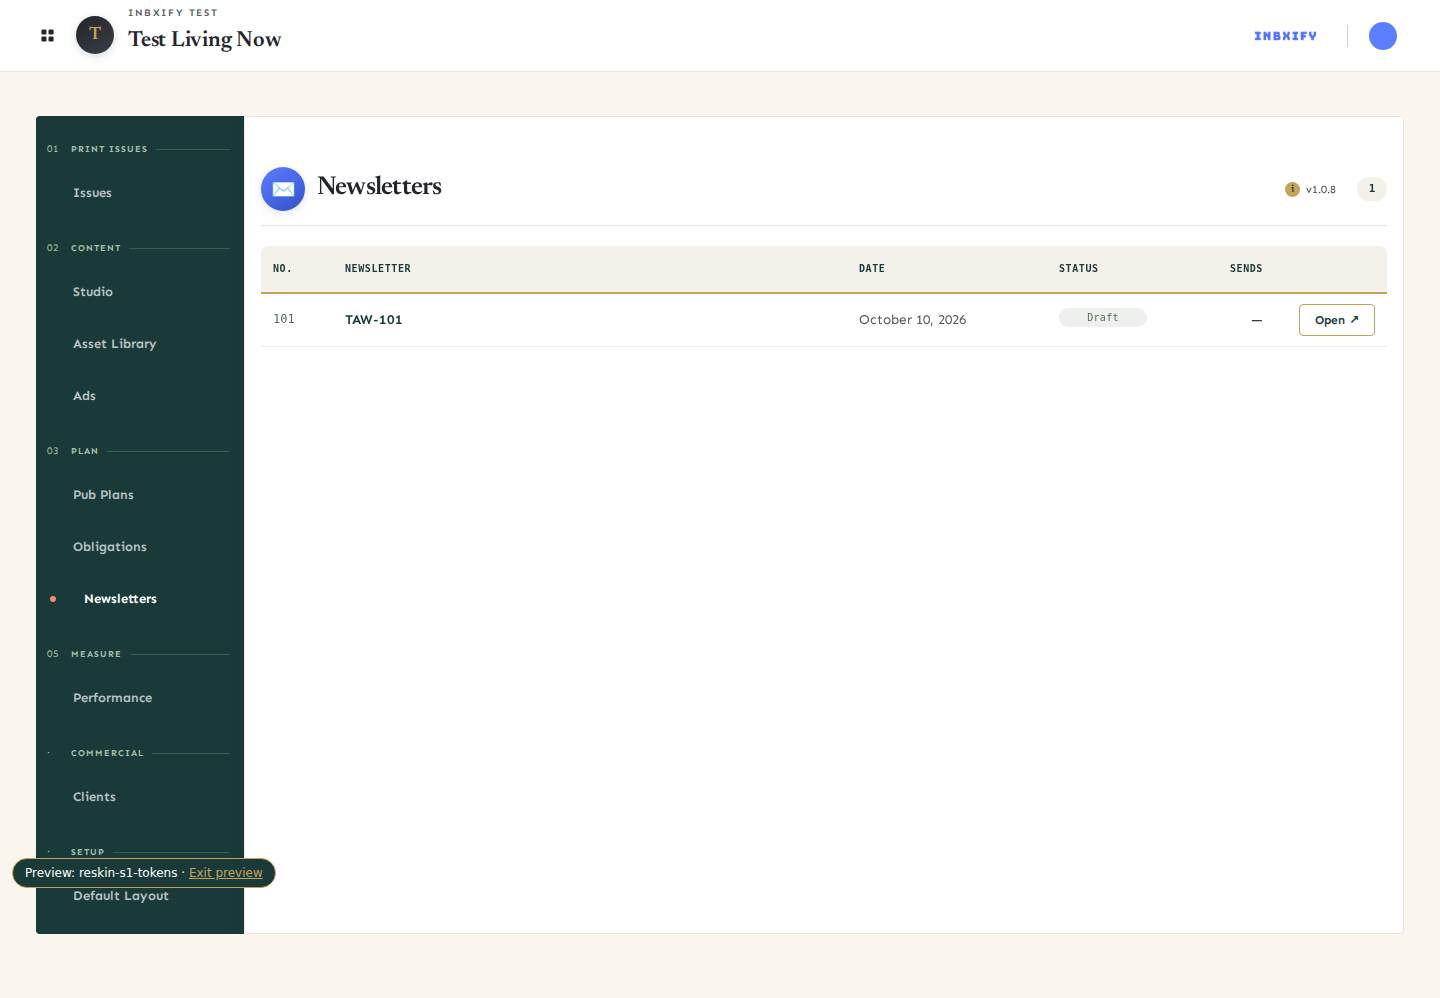 INBXIFY TEST
T
Test Living Now
INBXIFY
01 PRINT ISSUES
Issues
02 CONTENT
Studio
Asset Library
Ads
03 PLAN
Pub Plans
Obligations
Newsletters
05 MEASURE
Performance
· COMMERCIAL
Clients
· SETUP
Default Layout
Preview: reskin-s1-tokens · Exit preview
Newsletters
i v1.0.8 1
NO. NEWSLETTER DATE STATUS SENDS
101 TAW-101 October 10, 2026 Draft — Open ↗